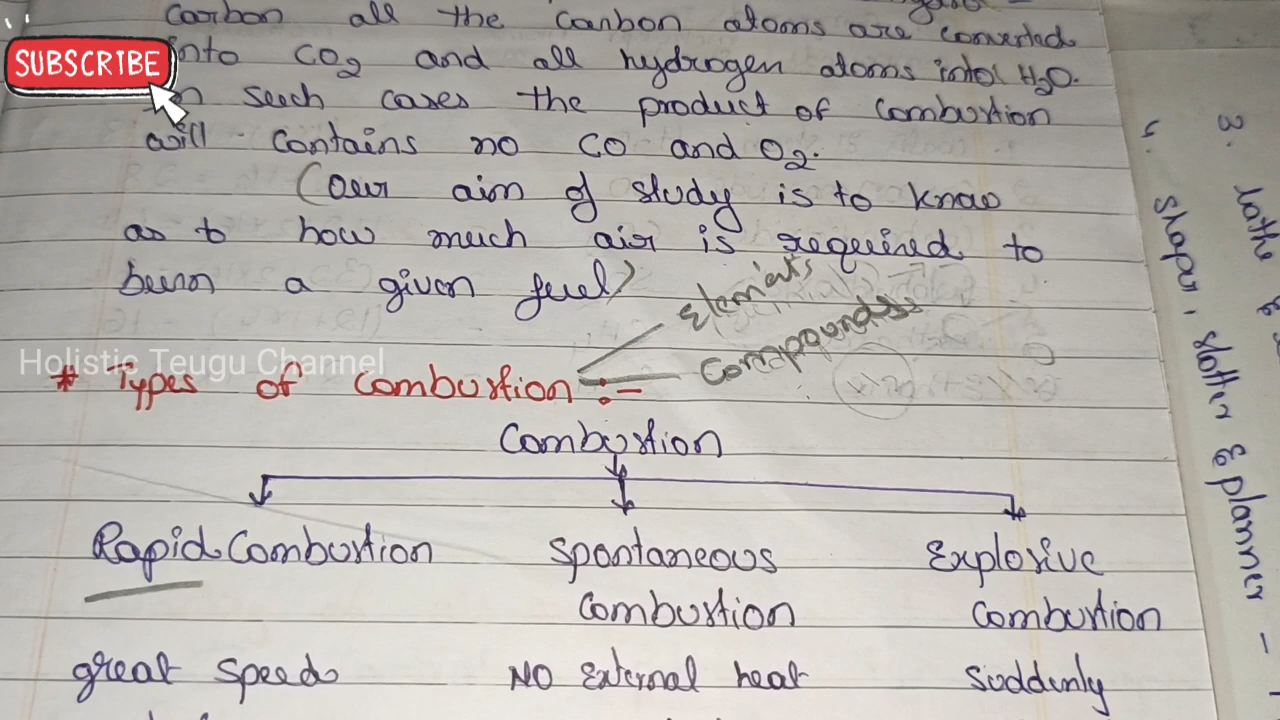 Carbon all the Carbon atoms are converted
SUBSCRIBE
into CO2 and all hydrogen atoms into H2O.
In such cases the product of Combustion
will contains no CO and O2.
(Our aim of study is to know
as to how much air is required to
burn a given fuel)
Elements
Compounds
Holistic Teugu Channel
* Types of Combustion :-
Combustion
Rapid Combustion Spontaneous Explosive
Combustion Combustion
great speed NO External heat Suddenly
3. lathe &
4. Shaper, slotter & planner -